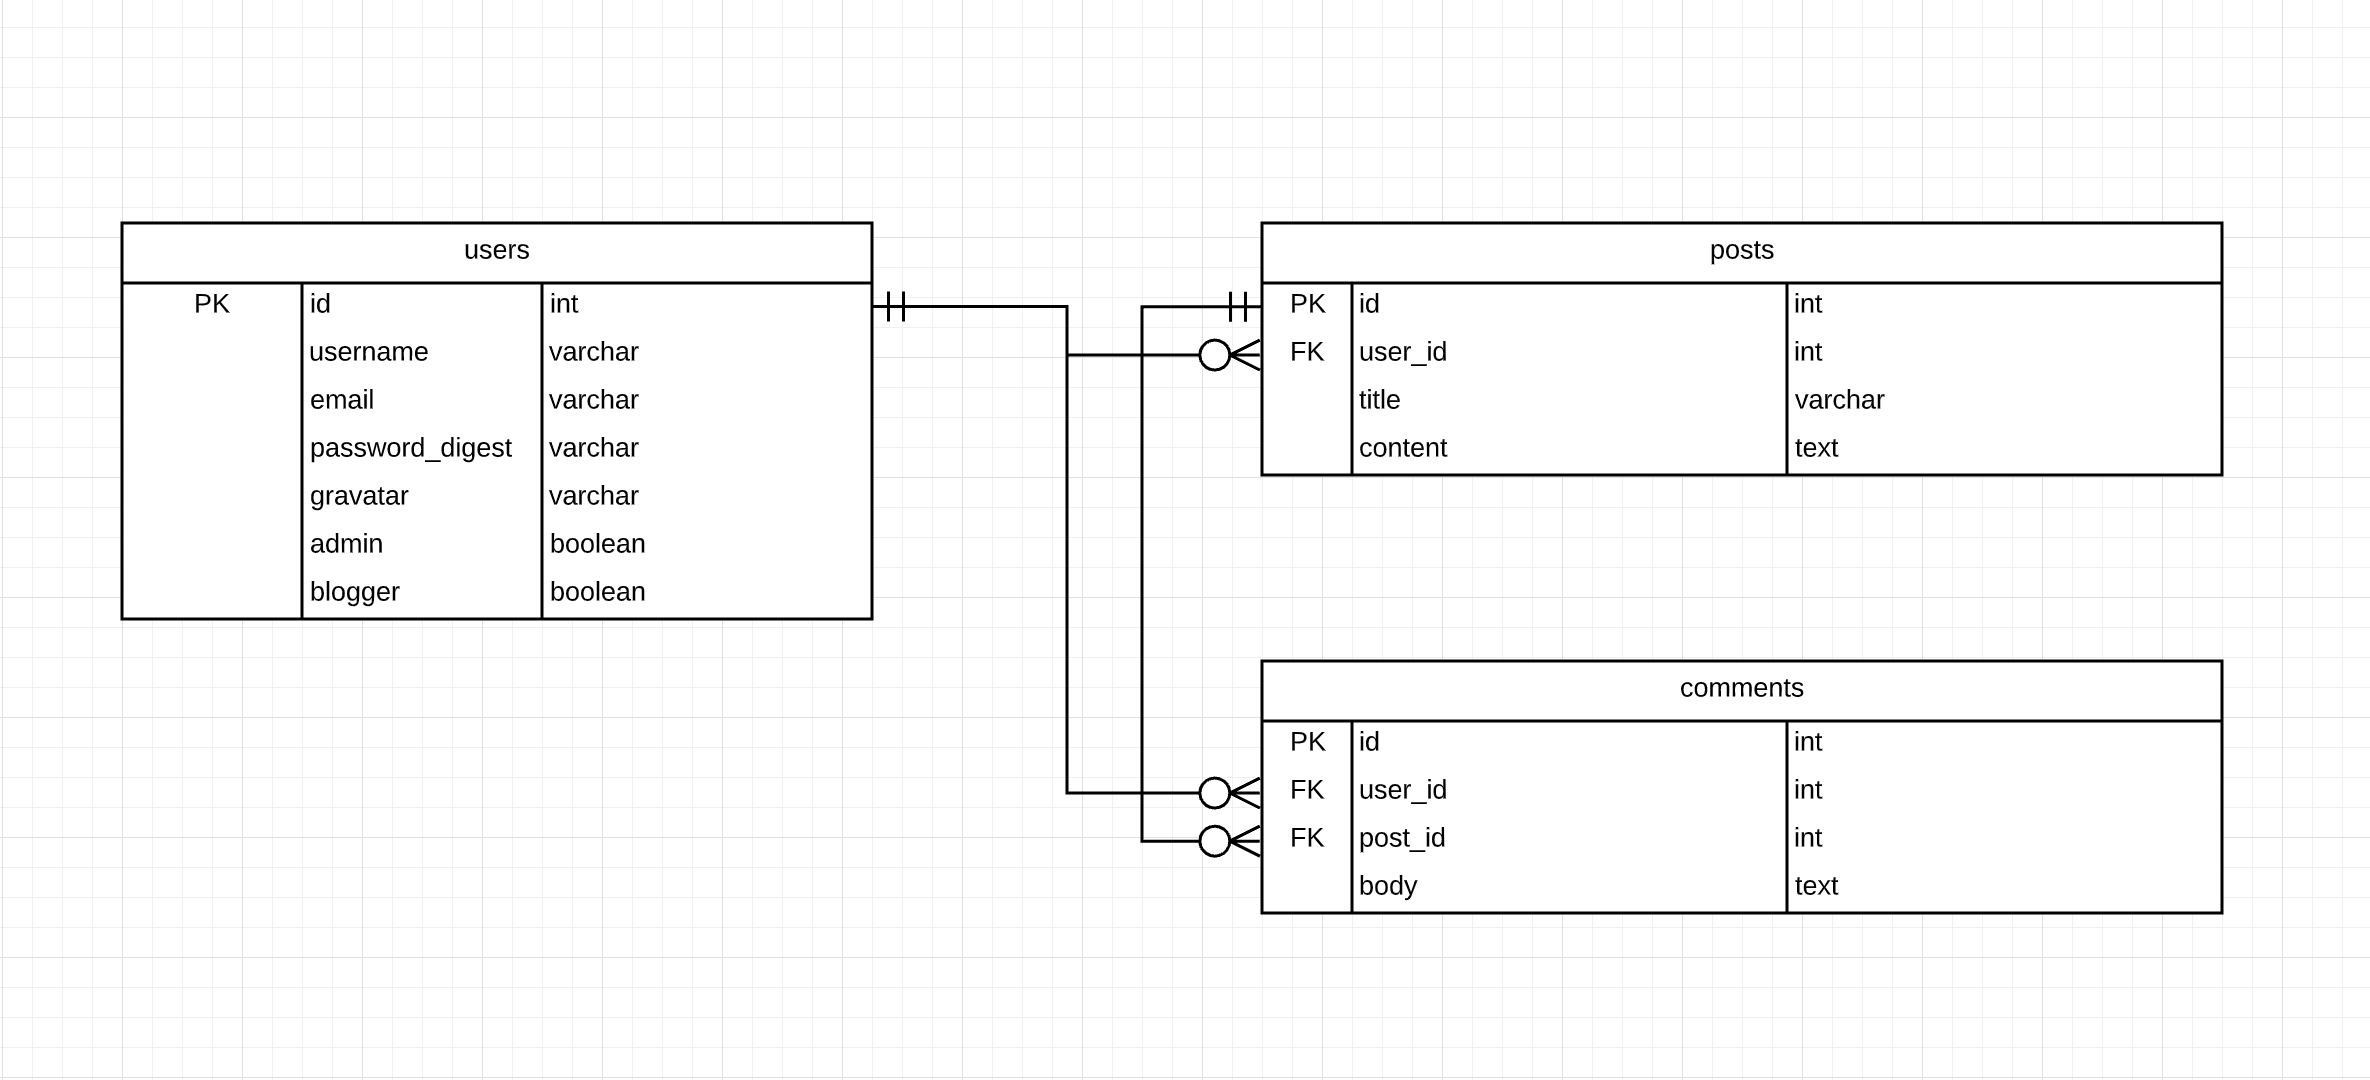 users
PK id int
username varchar
email varchar
password_digest varchar
gravatar varchar
admin boolean
blogger boolean
posts
PK id int
FK user_id int
title varchar
content text
comments
PK id int
FK user_id int
FK post_id int
body text